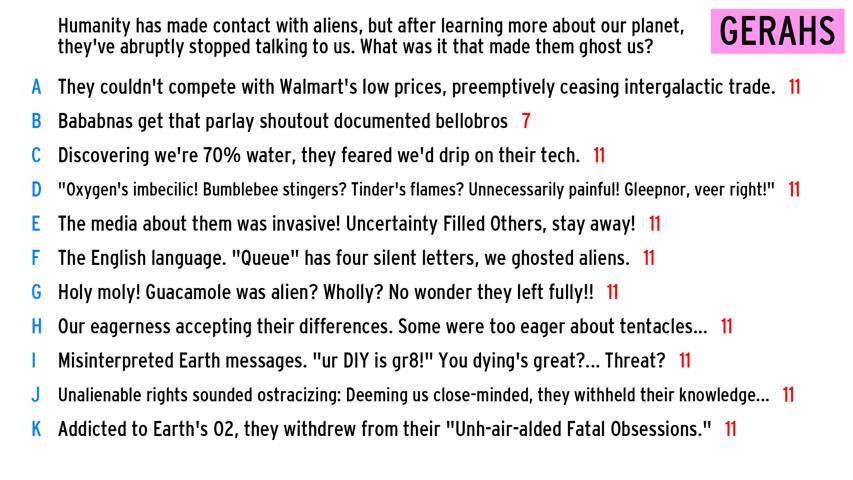 Humanity has made contact with aliens, but after learning more about our planet,
they've abruptly stopped talking to us. What was it that made them ghost us?
GERAHS
A They couldn't compete with Walmart's low prices, preemptively ceasing intergalactic trade. 11
B Bababnas get that parlay shoutout documented bellobros 7
C Discovering we're 70% water, they feared we'd drip on their tech. 11
D "Oxygen's imbecilic! Bumblebee stingers? Tinder's flames? Unnecessarily painful! Gleepnor, veer right!" 11
E The media about them was invasive! Uncertainty Filled Others, stay away! 11
F The English language. "Queue" has four silent letters, we ghosted aliens. 11
G Holy moly! Guacamole was alien? Wholly? No wonder they left fully!! 11
H Our eagerness accepting their differences. Some were too eager about tentacles... 11
I Misinterpreted Earth messages. "ur DIY is gr8!" You dying's great?... Threat? 11
J Unalienable rights sounded ostracizing: Deeming us close-minded, they withheld their knowledge... 11
K Addicted to Earth's O2, they withdrew from their "Unh-air-alded Fatal Obsessions." 11